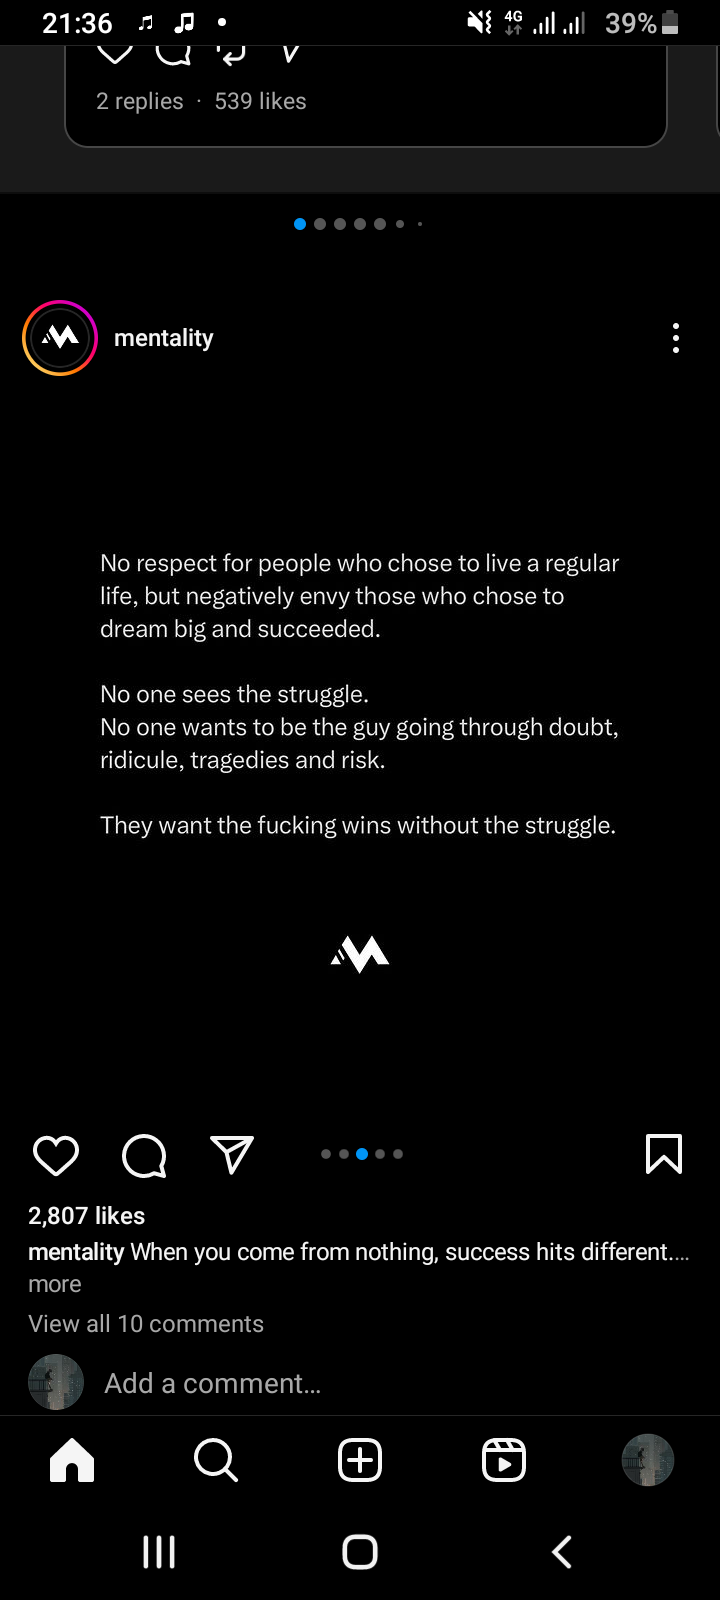 21:36 4G 39%
2 replies · 539 likes
mentality
No respect for people who chose to live a regular
life, but negatively envy those who chose to
dream big and succeeded.
No one sees the struggle.
No one wants to be the guy going through doubt,
ridicule, tragedies and risk.
They want the fucking wins without the struggle.
2,807 likes
mentality When you come from nothing, success hits different....
more
View all 10 comments
Add a comment...